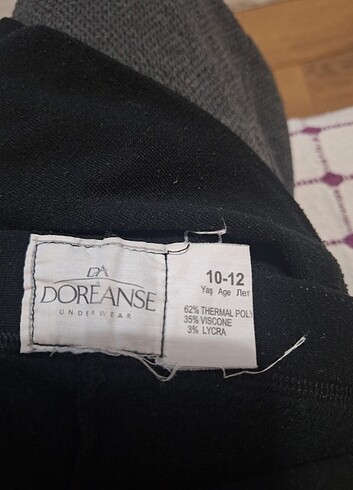 DA
DOREANSE
UNDERWEAR
10-12
Yaş Age Лет
62% THERMAL POLY
35% VISCONE
3% LYCRA